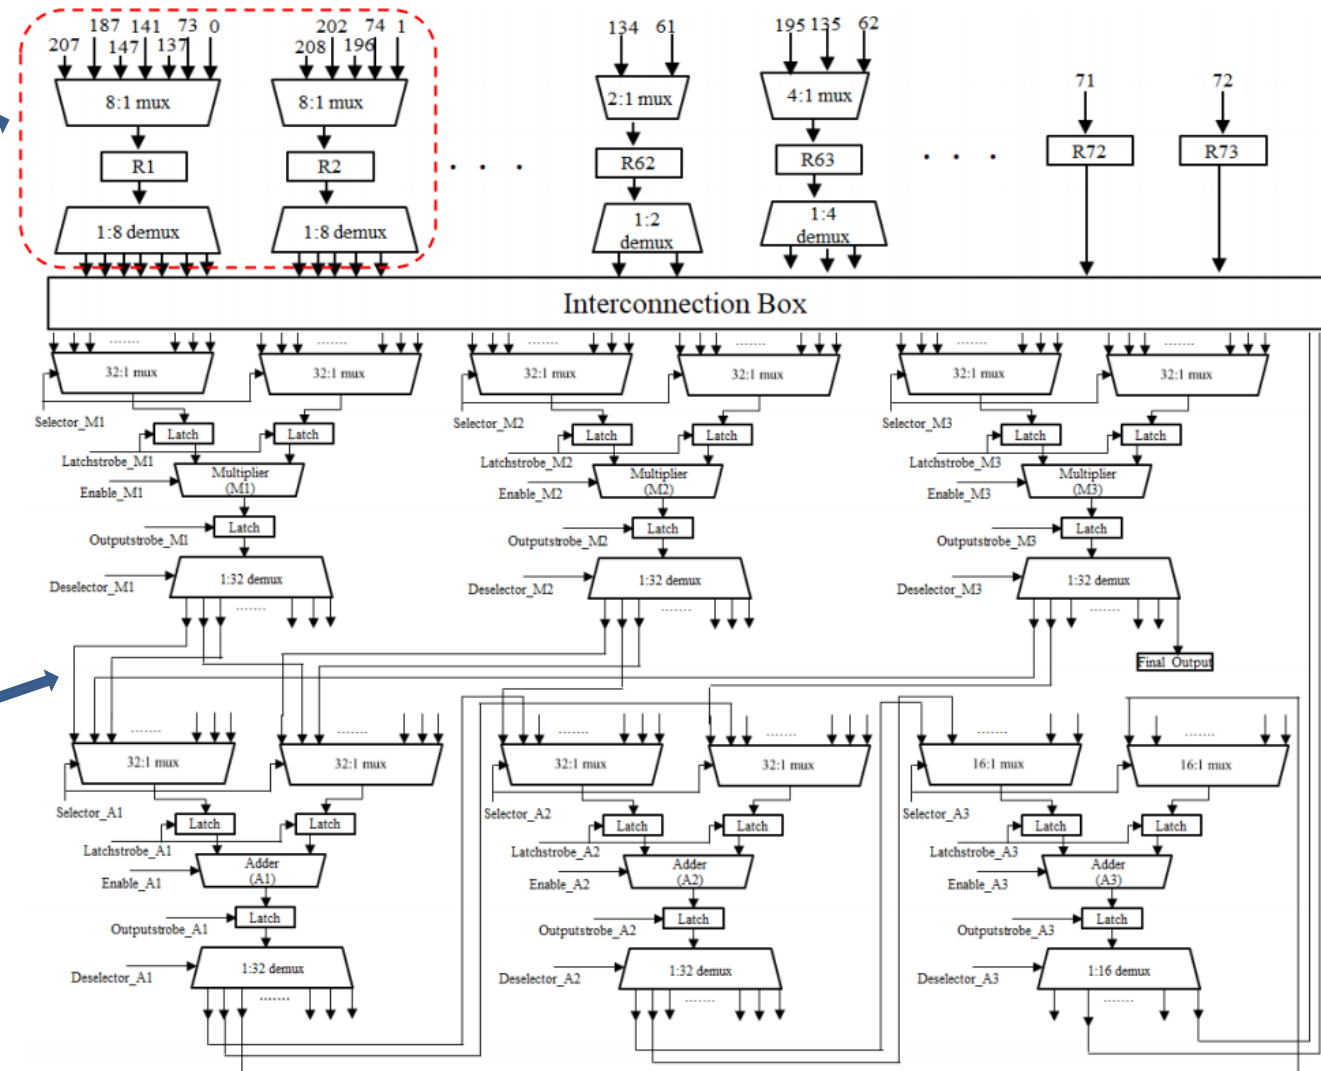 187 141 73 0
207 147 137
202 74 1
208 196
134 61
195 135 62
71
72
8:1 mux
8:1 mux
2:1 mux
4:1 mux
R1
R2
. . .
R62
R63
. . .
R72
R73
1:8 demux
1:8 demux
1:2
demux
1:4
demux
Interconnection Box
....... ....... ....... ....... ....... .......
32:1 mux
32:1 mux
32:1 mux
32:1 mux
32:1 mux
32:1 mux
Selector_M1
Selector_M2
Selector_M3
Latch
Latch
Latch
Latch
Latch
Latch
Latchstrobe_M1
Latchstrobe_M2
Latchstrobe_M3
Multiplier
(M1)
Multiplier
(M2)
Multiplier
(M3)
Enable_M1
Enable_M2
Enable_M3
Latch
Latch
Latch
Outputstrobe_M1
Outputstrobe_M2
Outputstrobe_M3
1:32 demux
1:32 demux
1:32 demux
Deselector_M1
Deselector_M2
Deselector_M3
....... ....... .......
Final Output
....... ....... ....... ....... ....... .......
32:1 mux
32:1 mux
32:1 mux
32:1 mux
16:1 mux
16:1 mux
Selector_A1
Selector_A2
Selector_A3
Latch
Latch
Latch
Latch
Latch
Latch
Latchstrobe_A1
Latchstrobe_A2
Latchstrobe_A3
Adder
(A1)
Adder
(A2)
Adder
(A3)
Enable_A1
Enable_A2
Enable_A3
Latch
Latch
Latch
Outputstrobe_A1
Outputstrobe_A2
Outputstrobe_A3
1:32 demux
1:32 demux
1:16 demux
Deselector_A1
Deselector_A2
Deselector_A3
....... ....... .......